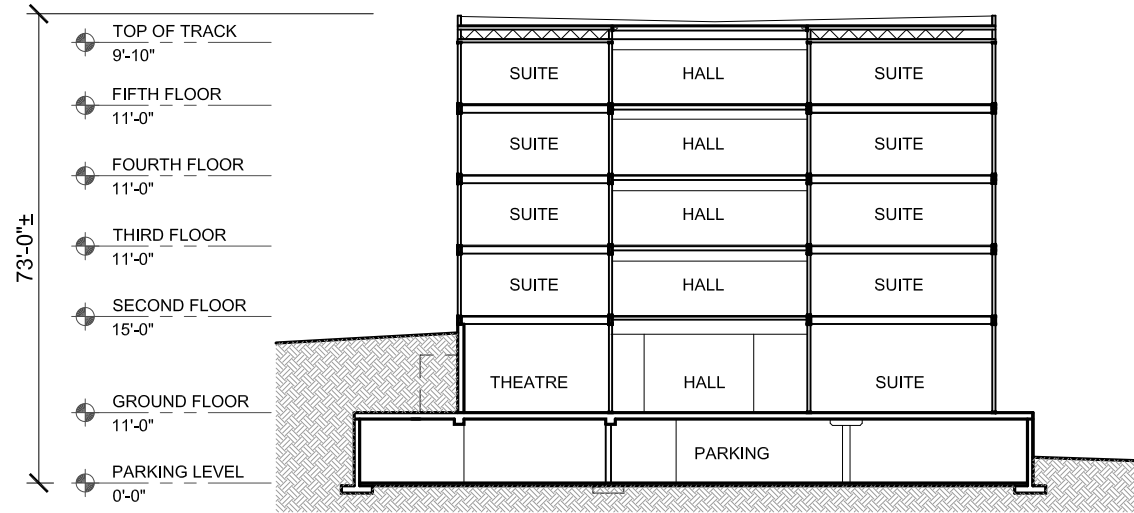 TOP OF TRACK
9'-10"
SUITE HALL SUITE
FIFTH FLOOR
11'-0"
SUITE HALL SUITE
FOURTH FLOOR
11'-0"
SUITE HALL SUITE
THIRD FLOOR
11'-0"
SUITE HALL SUITE
SECOND FLOOR
15'-0"
73'-0"±
THEATRE HALL SUITE
GROUND FLOOR
11'-0"
PARKING
PARKING LEVEL
0'-0"